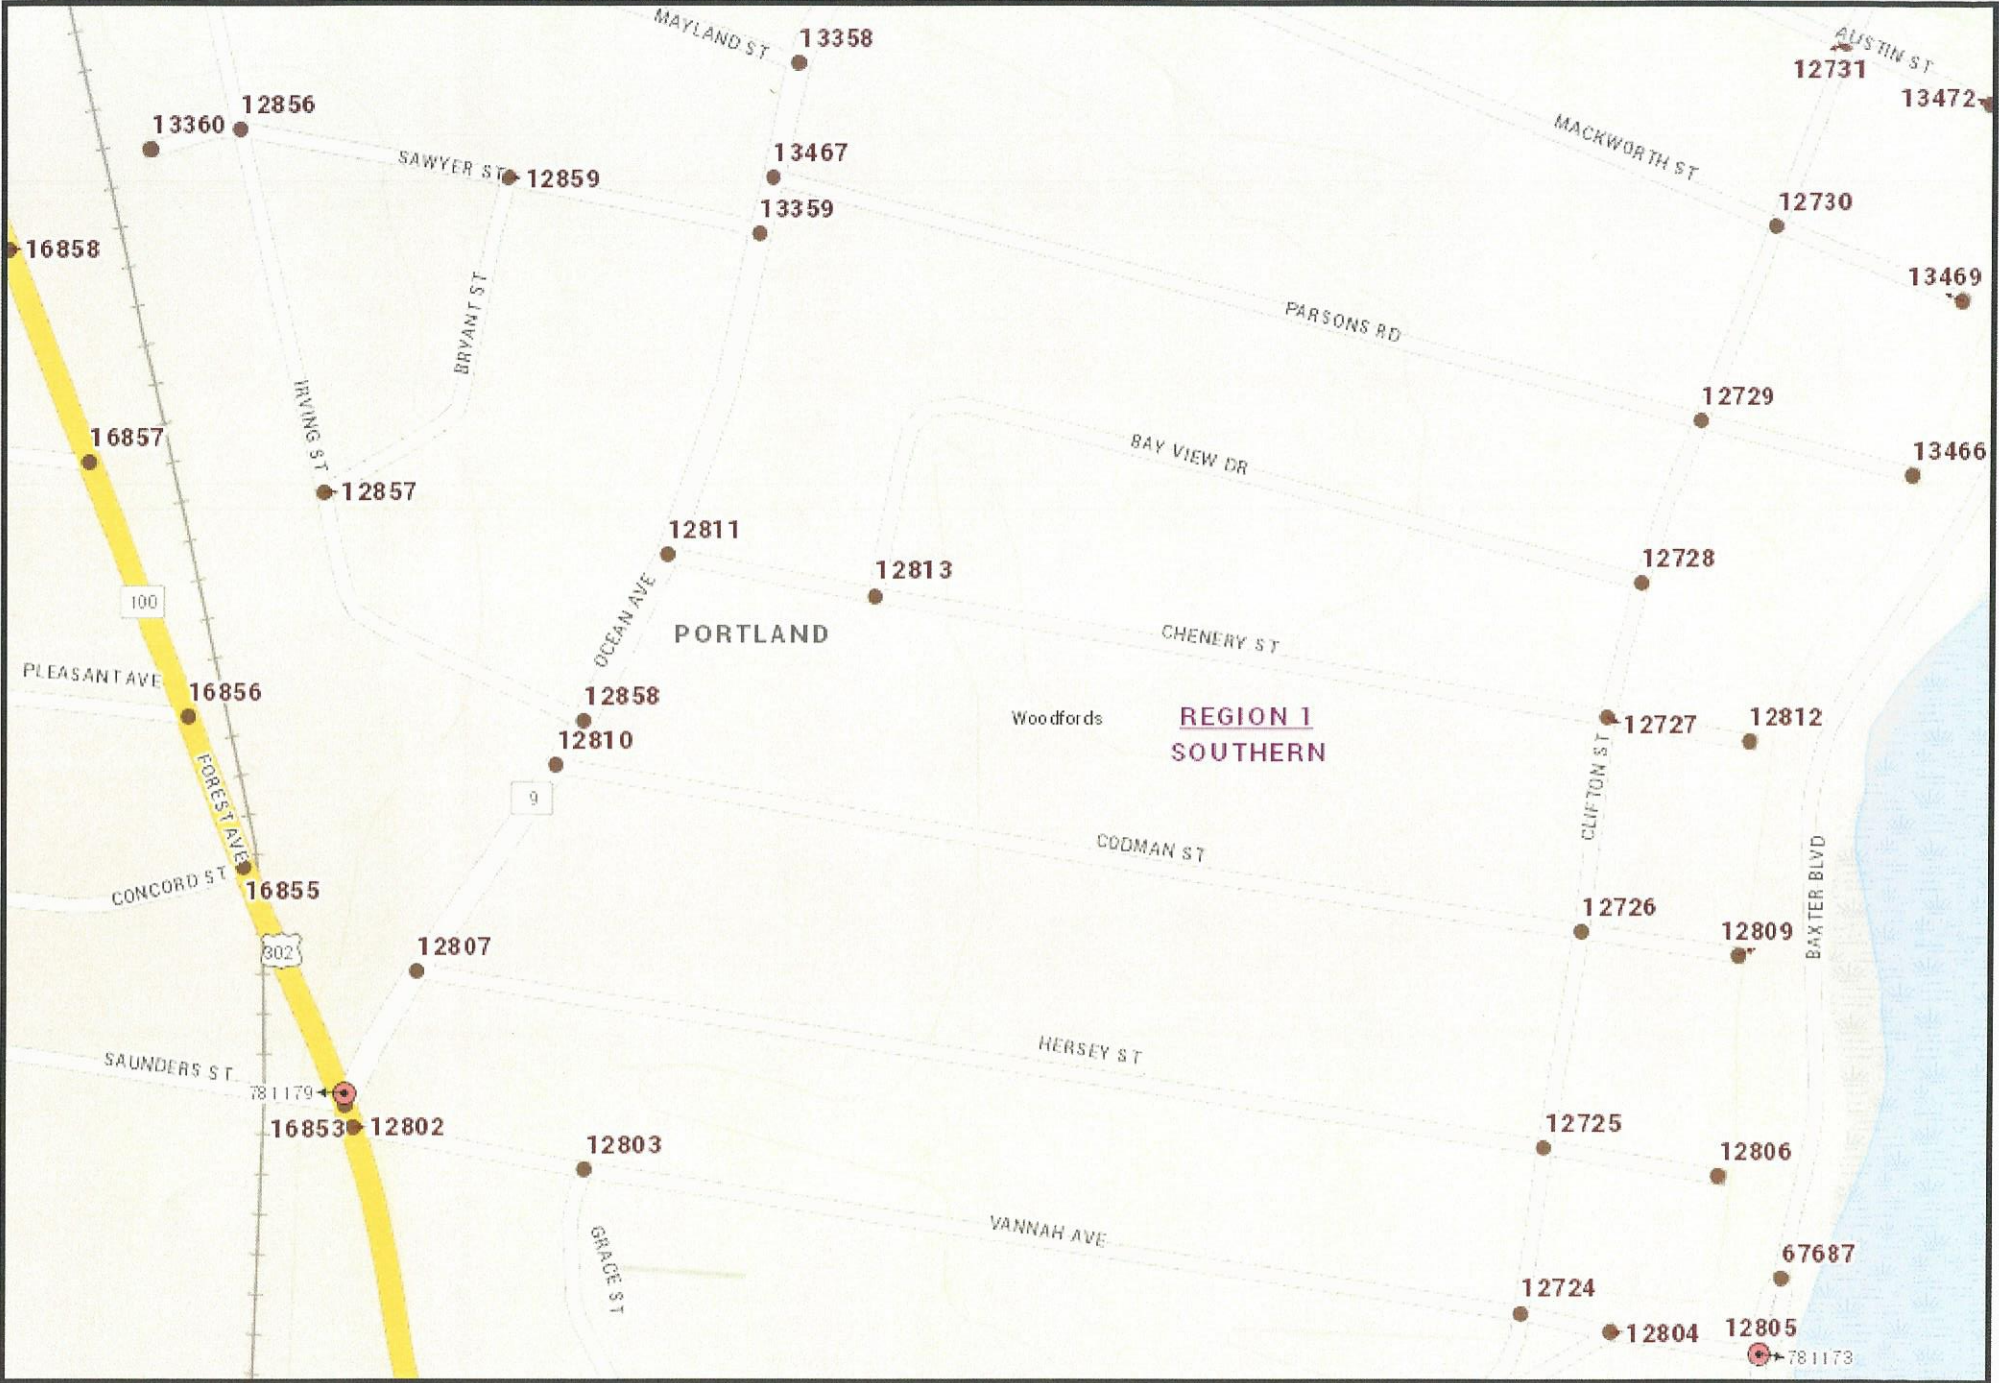 MAYLAND ST
13358
AUSTIN ST
12731
13472
12856
13360
MACKWORTH ST
SAWYER ST
12859
13467
13359
12730
16858
13469
BRYANT ST
PARSONS RD
IRVING ST
12729
16857
BAY VIEW DR
13466
12857
12811
12813
12728
100
OCEAN AVE
PORTLAND
CHENERY ST
PLEASANT AVE
16856
12858
Woodfords
REGION 1
SOUTHERN
12727
12812
12810
9
CLIFTON ST
FOREST AVE
CODMAN ST
BAXTER BLVD
CONCORD ST
16855
12726
12809
302
12807
HERSEY ST
SAUNDERS ST
781179
16853
12802
12803
12725
12806
VANNAH AVE
GRACE ST
67687
12724
12804
12805
781173